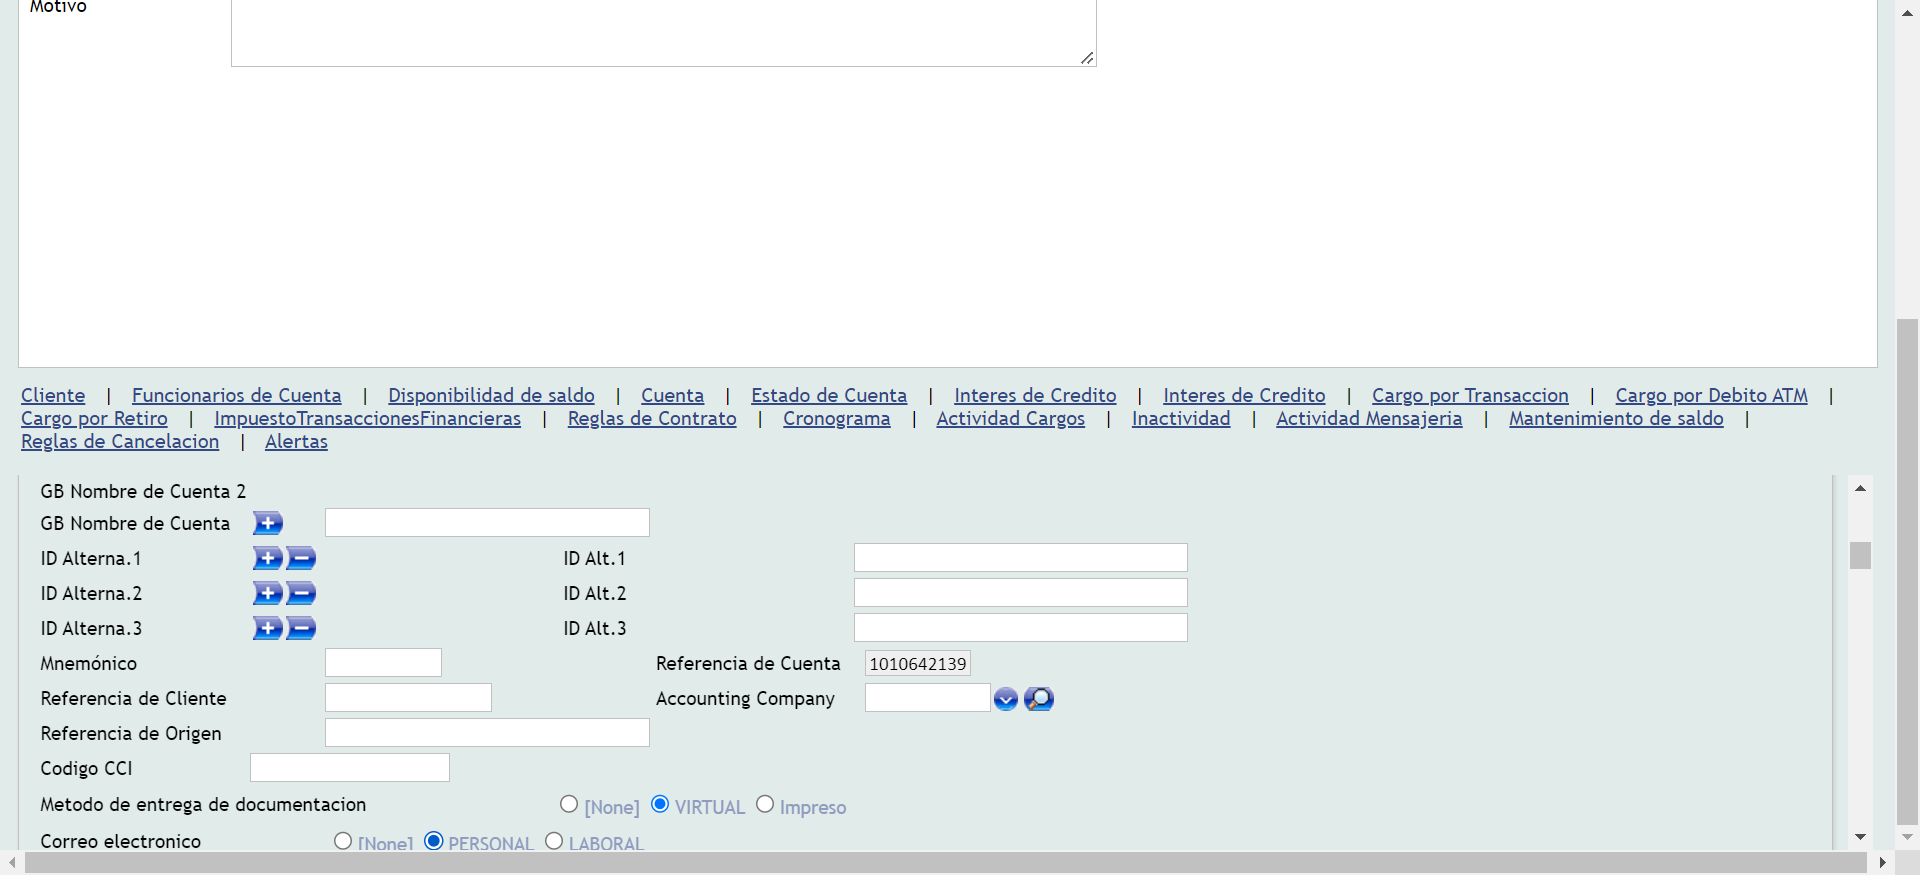 Motivo
Cliente | Funcionarios de Cuenta | Disponibilidad de saldo | Cuenta | Estado de Cuenta | Interes de Credito | Interes de Credito | Cargo por Transaccion | Cargo por Debito ATM |
Cargo por Retiro | ImpuestoTransaccionesFinancieras | Reglas de Contrato | Cronograma | Actividad Cargos | Inactividad | Actividad Mensajeria | Mantenimiento de saldo |
Reglas de Cancelacion | Alertas
GB Nombre de Cuenta 2
GB Nombre de Cuenta
ID Alterna.1 ID Alt.1
ID Alterna.2 ID Alt.2
ID Alterna.3 ID Alt.3
Mnemónico Referencia de Cuenta 1010642139
Referencia de Cliente Accounting Company
Referencia de Origen
Codigo CCI
Metodo de entrega de documentacion [None] VIRTUAL Impreso
Correo electronico [None] PERSONAL LABORAL